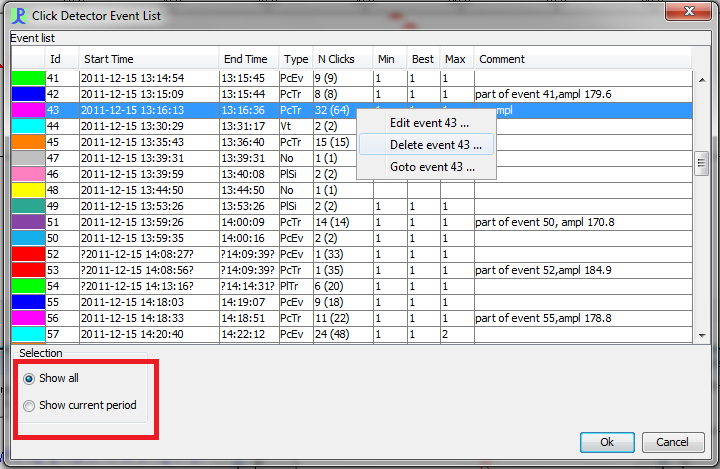 Click Detector Event List
Event list
Id Start Time End Time Type N Clicks Min Best Max Comment
41 2011-12-15 13:14:54 13:15:45 PcEv 9 (9) 1 1 1
42 2011-12-15 13:15:09 13:15:44 PcTr 8 (8) 1 1 1 part of event 41,ampl 179.6
43 2011-12-15 13:16:13 13:16:36 PcTr 32 (64) 1 1 1
Edit event 43 ...
44 2011-12-15 13:30:29 13:31:17 Vt 2 (2)
45 2011-12-15 13:35:43 13:36:40 PcTr 15 (15)
Delete event 43 ...
47 2011-12-15 13:39:31 13:39:31 No 1 (1)
Goto event 43 ...
46 2011-12-15 13:39:59 13:40:08 PlSi 2 (2)
48 2011-12-15 13:44:50 13:44:50 No 1 (1)
49 2011-12-15 13:53:26 13:53:26 PlSi 2 (2) 1 1 1
51 2011-12-15 13:59:26 14:00:09 PcTr 14 (14) 1 1 1 part of event 50, ampl 170.8
50 2011-12-15 13:59:35 14:00:16 PcEv 2 (2) 1 1 1
52 ?2011-12-15 14:08:27? ?14:09:39? PcEv 1 (33) 1 1 1
53 ?2011-12-15 14:08:56? ?14:09:39? PcTr 1 (35) 1 1 1 part of event 52,ampl 184.9
54 ?2011-12-15 14:13:16? ?14:14:31? PlTr 6 (20) 1 1 1
55 2011-12-15 14:18:03 14:19:07 PcEv 9 (18) 1 1 1
56 2011-12-15 14:18:33 14:18:51 PcTr 11 (22) 1 1 1 part of event 55,ampl 178.8
57 2011-12-15 14:20:40 14:22:12 PcEv 24 (48) 1 1 2
Selection
Show all
Show current period
Ok Cancel